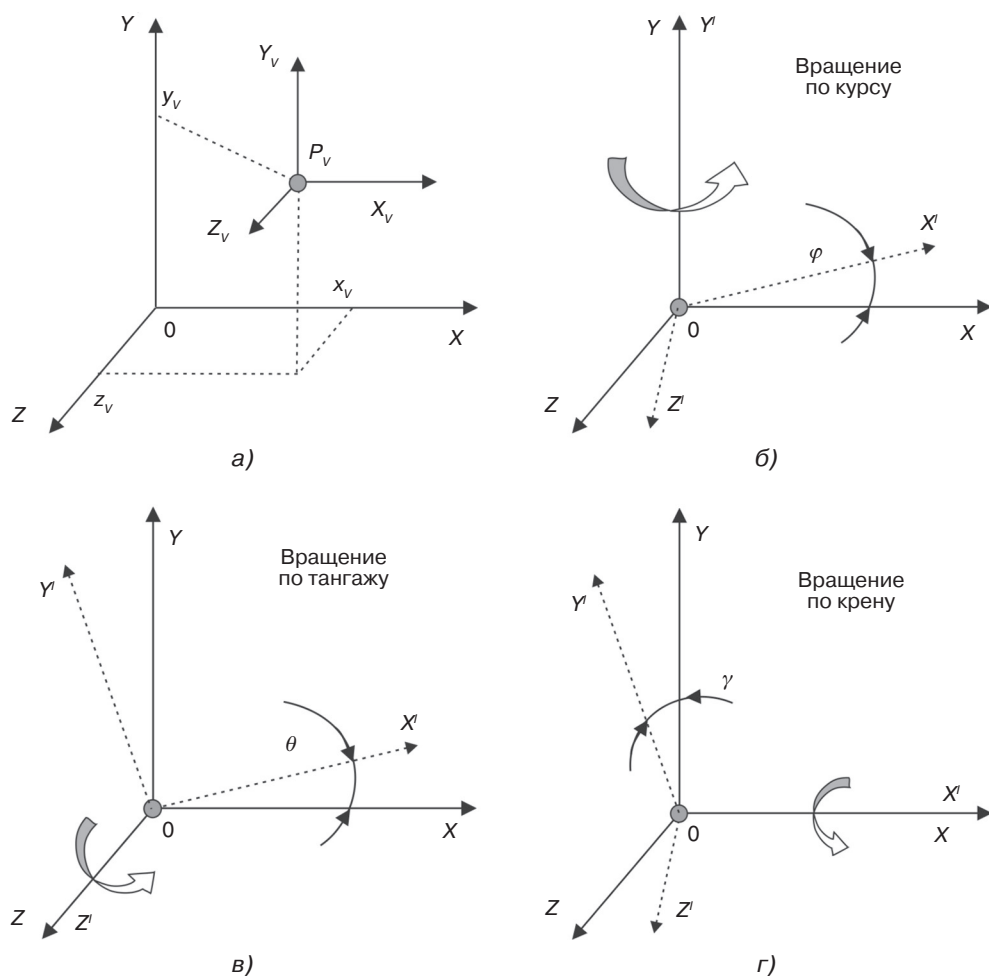 Y
Y_V
y_V
P_V
X_V
Z_V
x_V
0
X
Z
z_V
а)
Y Y^I
Вращение
по курсу
X^I
φ
0
X
Z
Z^I
б)
Y
Вращение
по тангажу
Y^I
X^I
θ
0
X
Z
Z^I
в)
Y
Вращение
по крену
Y^I
γ
X^I
0
X
Z
Z^I
г)